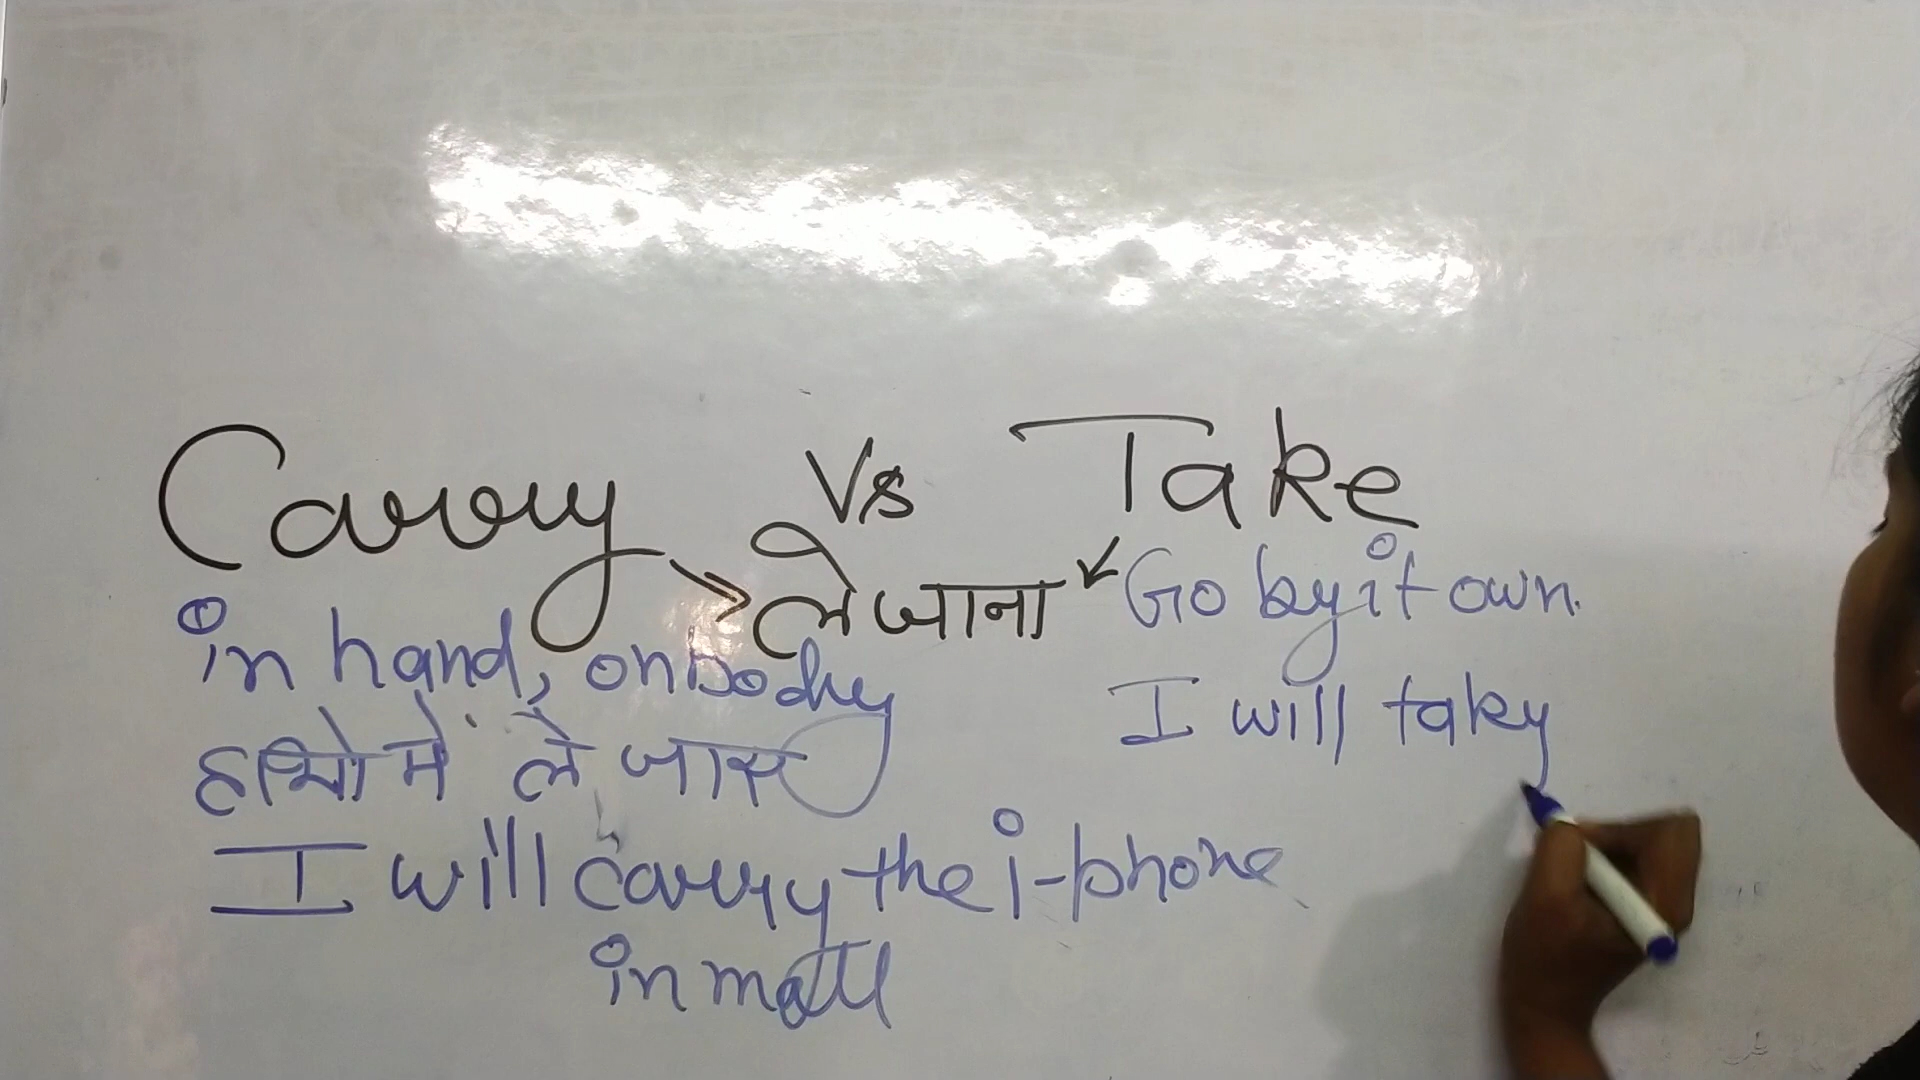 Carry Vs Take
ले जाना
Go by it own.
in hand, on body
हाथो में ले जाए
I will take y
I will carry the i-phone
in mall